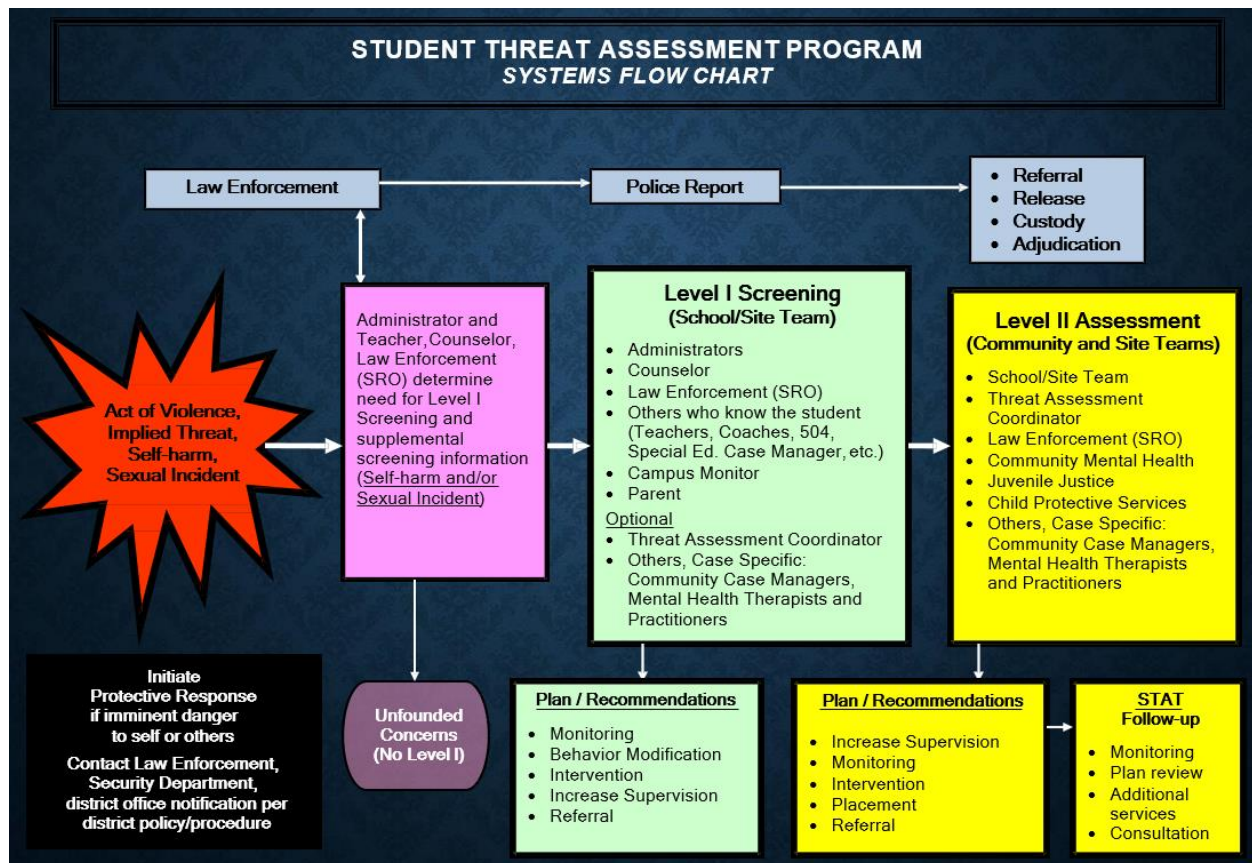 STUDENT THREAT ASSESSMENT PROGRAM
SYSTEMS FLOW CHART
Law Enforcement
Police Report
• Referral
• Release
• Custody
• Adjudication
Act of Violence,
Implied Threat,
Self-harm,
Sexual Incident
Administrator and
Teacher, Counselor,
Law Enforcement
(SRO) determine
need for Level I
Screening and
supplemental
screening information
(Self-harm and/or
Sexual Incident)
Level I Screening
(School/Site Team)
• Administrators
• Counselor
• Law Enforcement (SRO)
• Others who know the student
(Teachers, Coaches, 504,
Special Ed. Case Manager, etc.)
• Campus Monitor
• Parent
Optional
• Threat Assessment Coordinator
• Others, Case Specific:
Community Case Managers,
Mental Health Therapists and
Practitioners
Level II Assessment
(Community and Site Teams)
• School/Site Team
• Threat Assessment
Coordinator
• Law Enforcement (SRO)
• Community Mental Health
• Juvenile Justice
• Child Protective Services
• Others, Case Specific:
Community Case Managers,
Mental Health Therapists
and Practitioners
Initiate
Protective Response
if imminent danger
to self or others
Contact Law Enforcement,
Security Department,
district office notification per
district policy/procedure
Unfounded
Concerns
(No Level I)
Plan / Recommendations
• Monitoring
• Behavior Modification
• Intervention
• Increase Supervision
• Referral
Plan / Recommendations
• Increase Supervision
• Monitoring
• Intervention
• Placement
• Referral
STAT
Follow-up
• Monitoring
• Plan review
• Additional
services
• Consultation